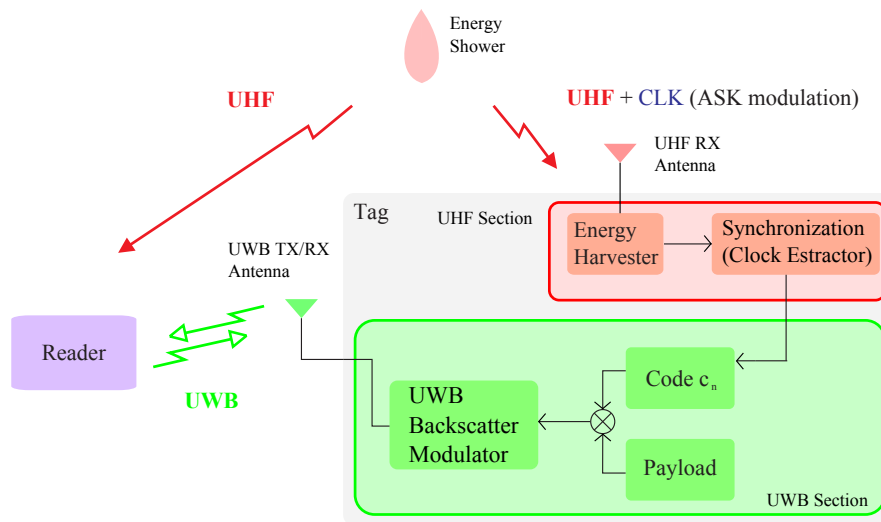 Energy
Shower
UHF
UHF + CLK (ASK modulation)
UHF RX
Antenna
Tag
UHF Section
Energy
Harvester
Synchronization
(Clock Extractor)
UWB TX/RX
Antenna
Reader
UWB
UWB
Backscatter
Modulator
Code cn
Payload
UWB Section